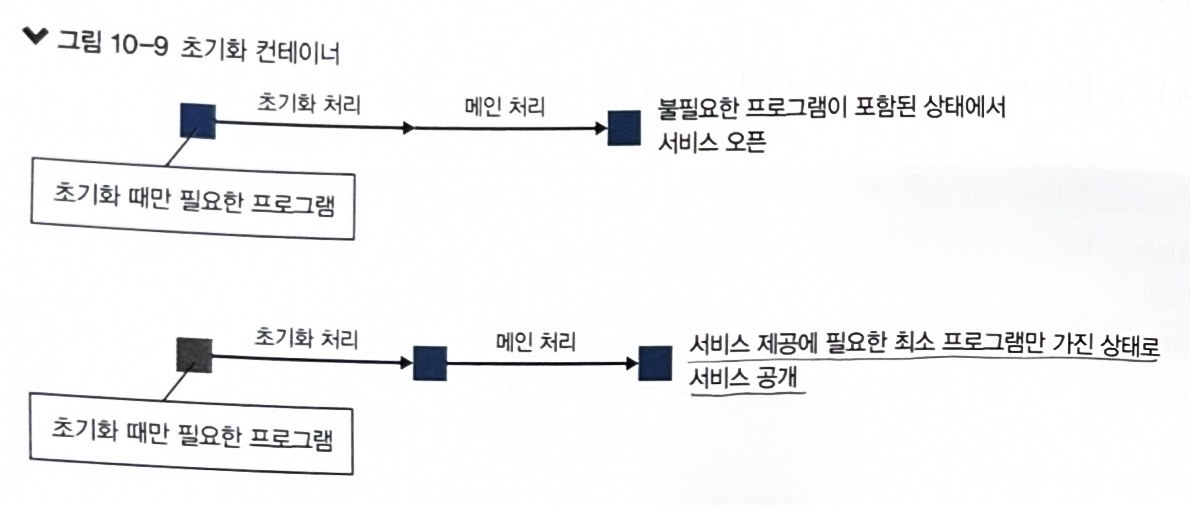 그림 10-9 초기화 컨테이너
초기화 처리
메인 처리
불필요한 프로그램이 포함된 상태에서
서비스 오픈
초기화 때만 필요한 프로그램
초기화 처리
메인 처리
서비스 제공에 필요한 최소 프로그램만 가진 상태로
서비스 공개
초기화 때만 필요한 프로그램